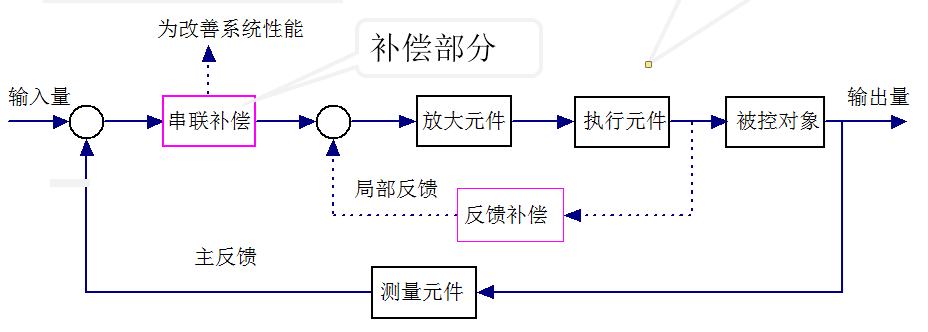 为改善系统性能
补偿部分
输入量
串联补偿
放大元件
执行元件
被控对象
输出量
局部反馈
反馈补偿
主反馈
测量元件